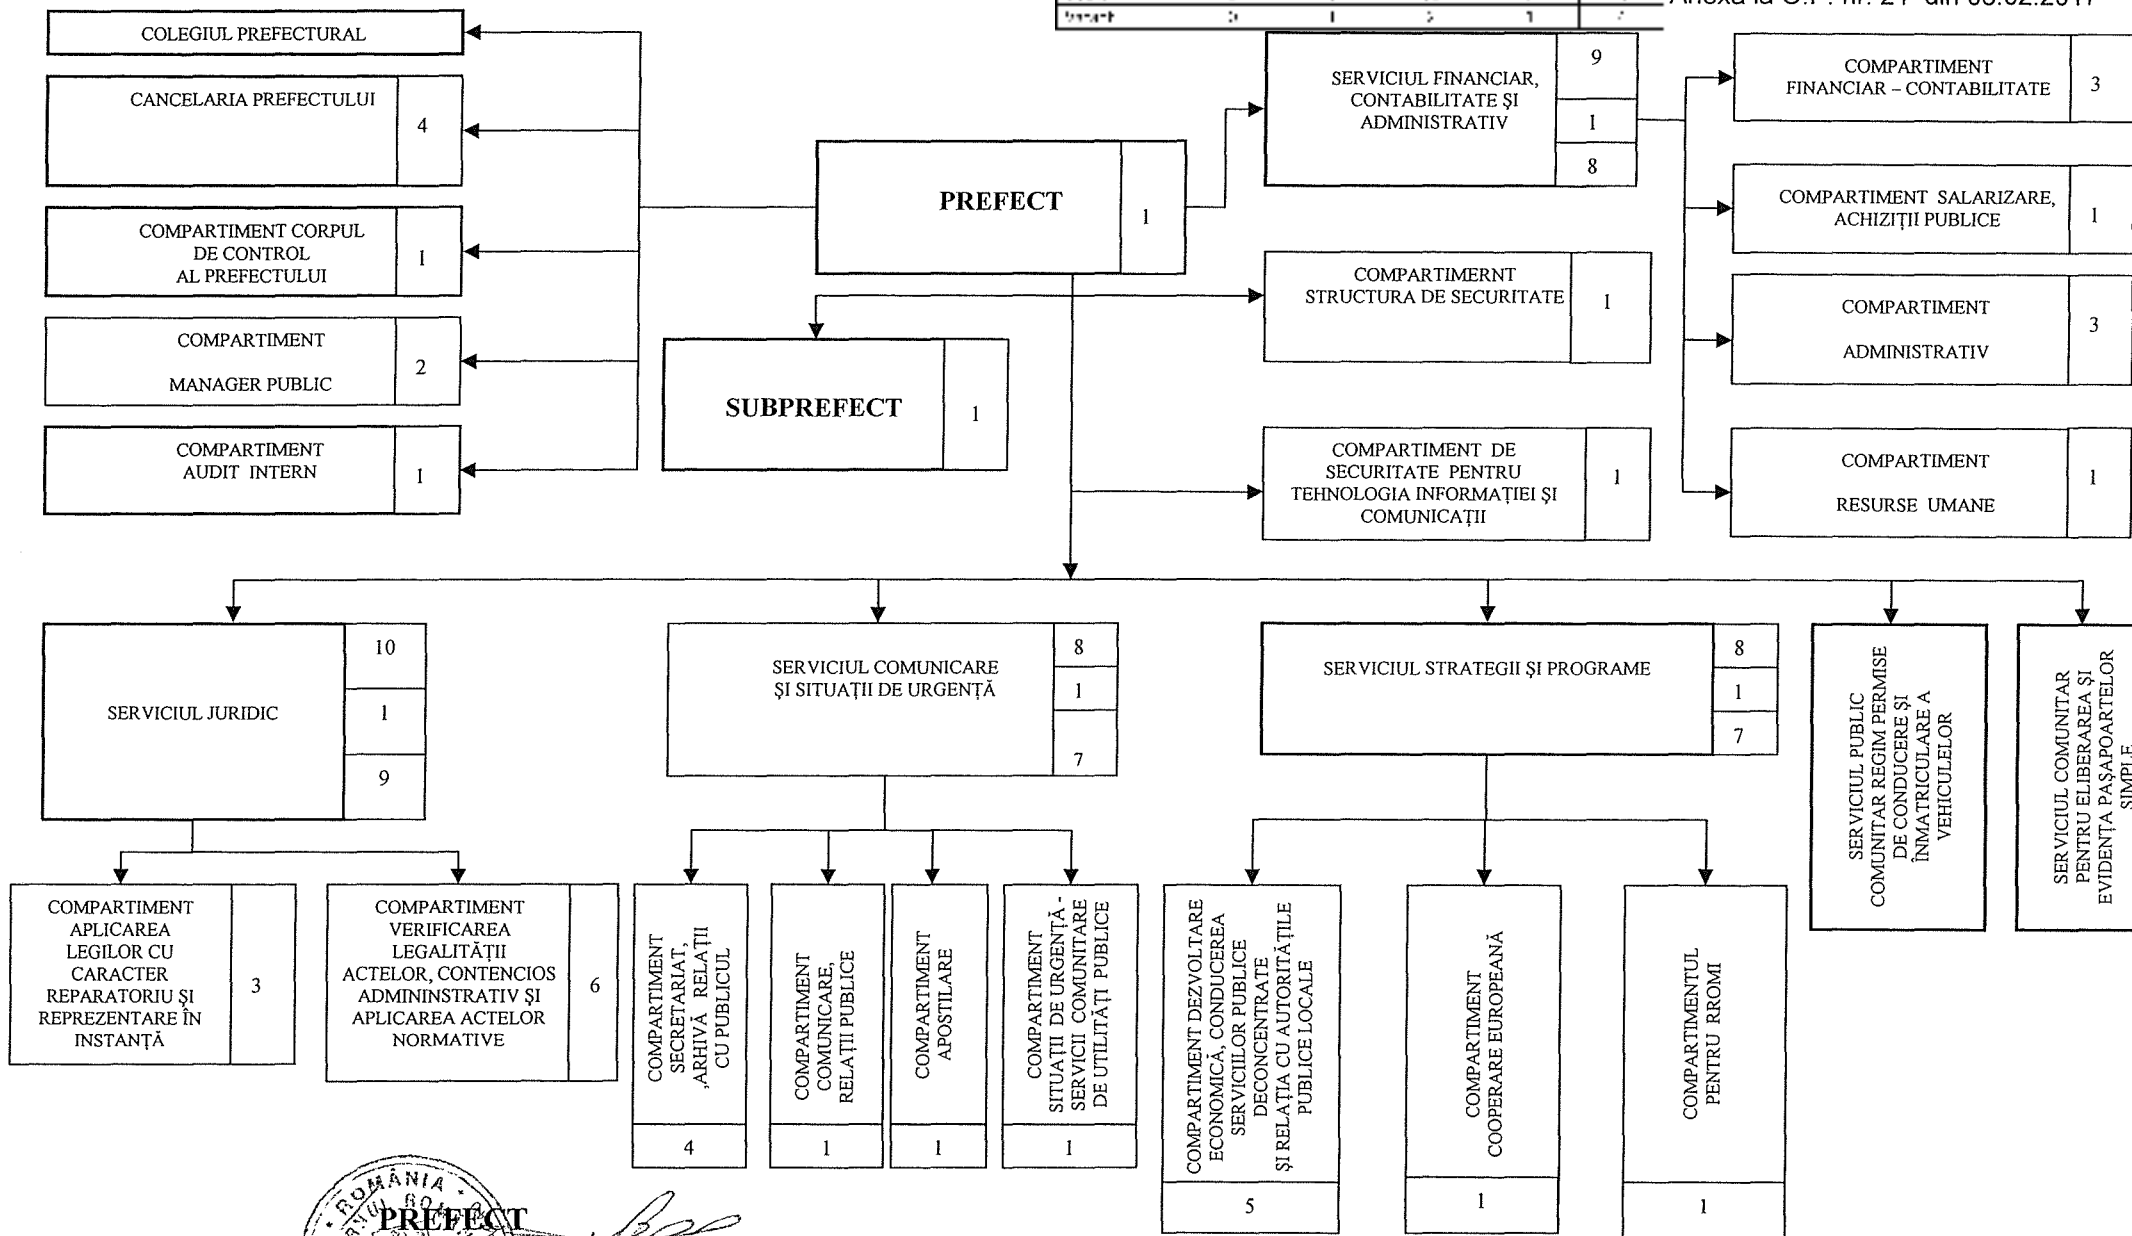 Anexa la O.P. nr. 21 din 03.02.2017
COLEGIUL PREFECTURAL
CANCELARIA PREFECTULUI
4
COMPARTIMENT CORPUL
DE CONTROL
AL PREFECTULUI
1
COMPARTIMENT
MANAGER PUBLIC
2
COMPARTIMENT
AUDIT INTERN
1
PREFECT
1
SUBPREFECT
1
SERVICIUL FINANCIAR,
CONTABILITATE ŞI
ADMINISTRATIV
9
1
8
COMPARTIMERNT
STRUCTURA DE SECURITATE
1
COMPARTIMENT DE
SECURITATE PENTRU
TEHNOLOGIA INFORMAŢIEI ŞI
COMUNICAŢII
1
COMPARTIMENT
FINANCIAR – CONTABILITATE
3
COMPARTIMENT SALARIZARE,
ACHIZIŢII PUBLICE
1
COMPARTIMENT
ADMINISTRATIV
3
COMPARTIMENT
RESURSE UMANE
1
SERVICIUL JURIDIC
10
1
9
SERVICIUL COMUNICARE
ŞI SITUAŢII DE URGENŢĂ
8
1
7
SERVICIUL STRATEGII ŞI PROGRAME
8
1
7
SERVICIUL PUBLIC
COMUNITAR REGIM PERMISE
DE CONDUCERE ŞI
ÎNMATRICULARE A
VEHICULELOR
SERVICIUL COMUNITAR
PENTRU ELIBERAREA ŞI
EVIDENŢA PAŞAPOARTELOR
SIMPLE
COMPARTIMENT
APLICAREA
LEGILOR CU
CARACTER
REPARATORIU ŞI
REPREZENTARE ÎN
INSTANŢĂ
3
COMPARTIMENT
VERIFICAREA
LEGALITĂŢII
ACTELOR, CONTENCIOS
ADMININSTRATIV ŞI
APLICAREA ACTELOR
NORMATIVE
6
COMPARTIMENT
SECRETARIAT,
,ARHIVĂ RELAŢII
CU PUBLICUL
4
COMPARTIMENT
COMUNICARE,
RELAŢII PUBLICE
1
COMPARTIMENT
APOSTILARE
1
COMPARTIMENT
SITUAŢII DE URGENŢĂ -
SERVICII COMUNITARE
DE UTILITĂŢI PUBLICE
1
COMPARTIMENT DEZVOLTARE
ECONOMICĂ, CONDUCEREA
SERVICIILOR PUBLICE
DECONCENTRATE
ŞI RELAŢIA CU AUTORITĂŢILE
PUBLICE LOCALE
5
COMPARTIMENT
COOPERARE EUROPEANĂ
1
COMPARTIMENTUL
PENTRU RROMI
1
ROMÂNIA
PREFECT